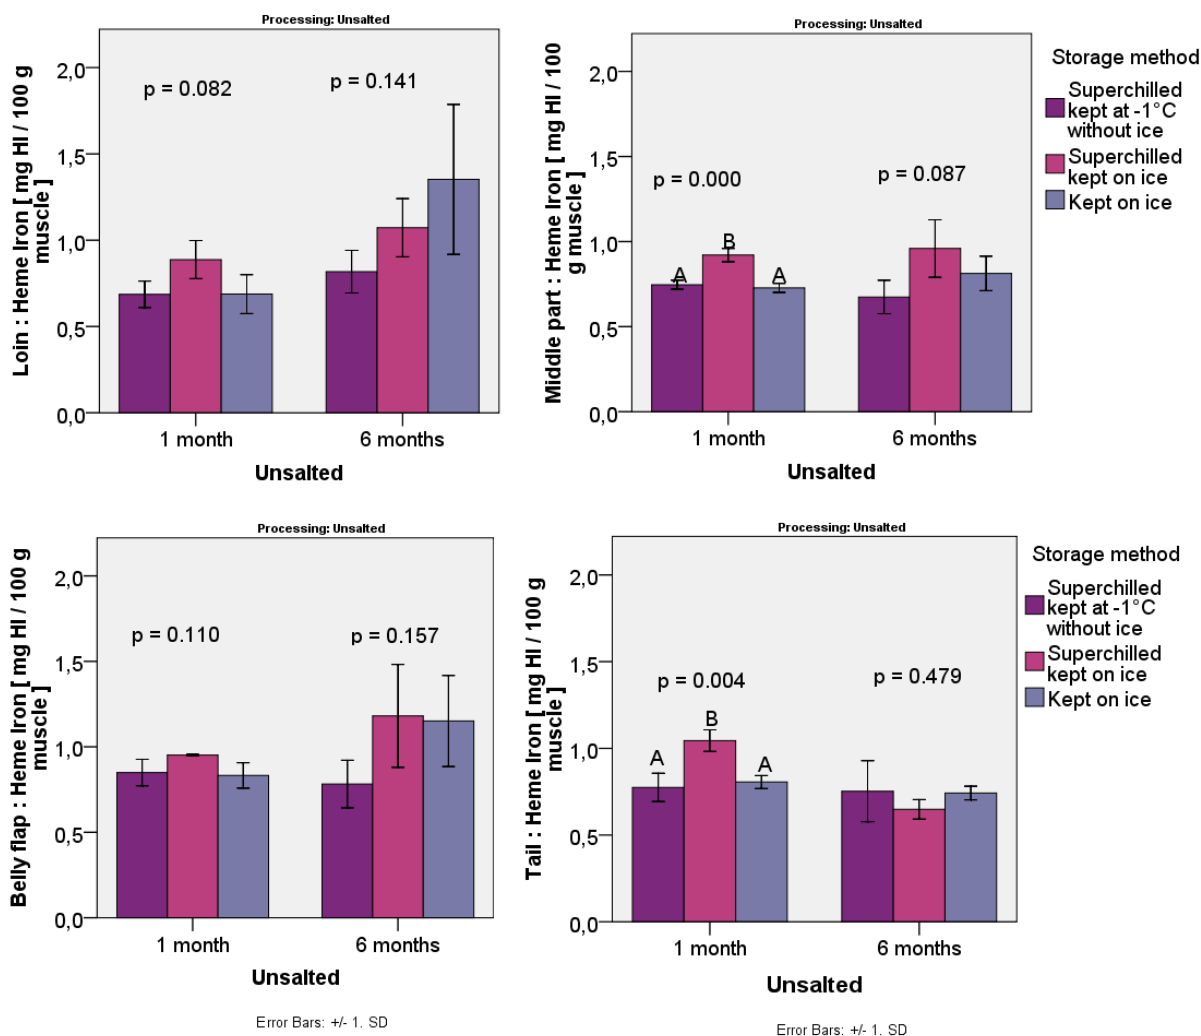 Processing: Unsalted
Loin : Heme Iron [ mg HI / 100 g
muscle ]
2,0
1,5
1,0
0,5
0,0
p = 0.082
p = 0.141
1 month
6 months
Unsalted
Processing: Unsalted
Middle part : Heme Iron [ mg HI / 100
g muscle ]
2,0
1,5
1,0
0,5
0,0
p = 0.000
p = 0.087
A
B
A
1 month
6 months
Unsalted
Storage method
Superchilled
kept at -1°C
without ice
Superchilled
kept on ice
Kept on ice
Processing: Unsalted
Belly flap : Heme Iron [ mg HI / 100 g
muscle ]
2,0
1,5
1,0
0,5
0,0
p = 0.110
p = 0.157
1 month
6 months
Unsalted
Error Bars: +/- 1. SD
Processing: Unsalted
Tail : Heme Iron [ mg HI / 100 g
muscle ]
2,0
1,5
1,0
0,5
0,0
p = 0.004
p = 0.479
A
B
A
1 month
6 months
Unsalted
Storage method
Superchilled
kept at -1°C
without ice
Superchilled
kept on ice
Kept on ice
Error Bars: +/- 1. SD